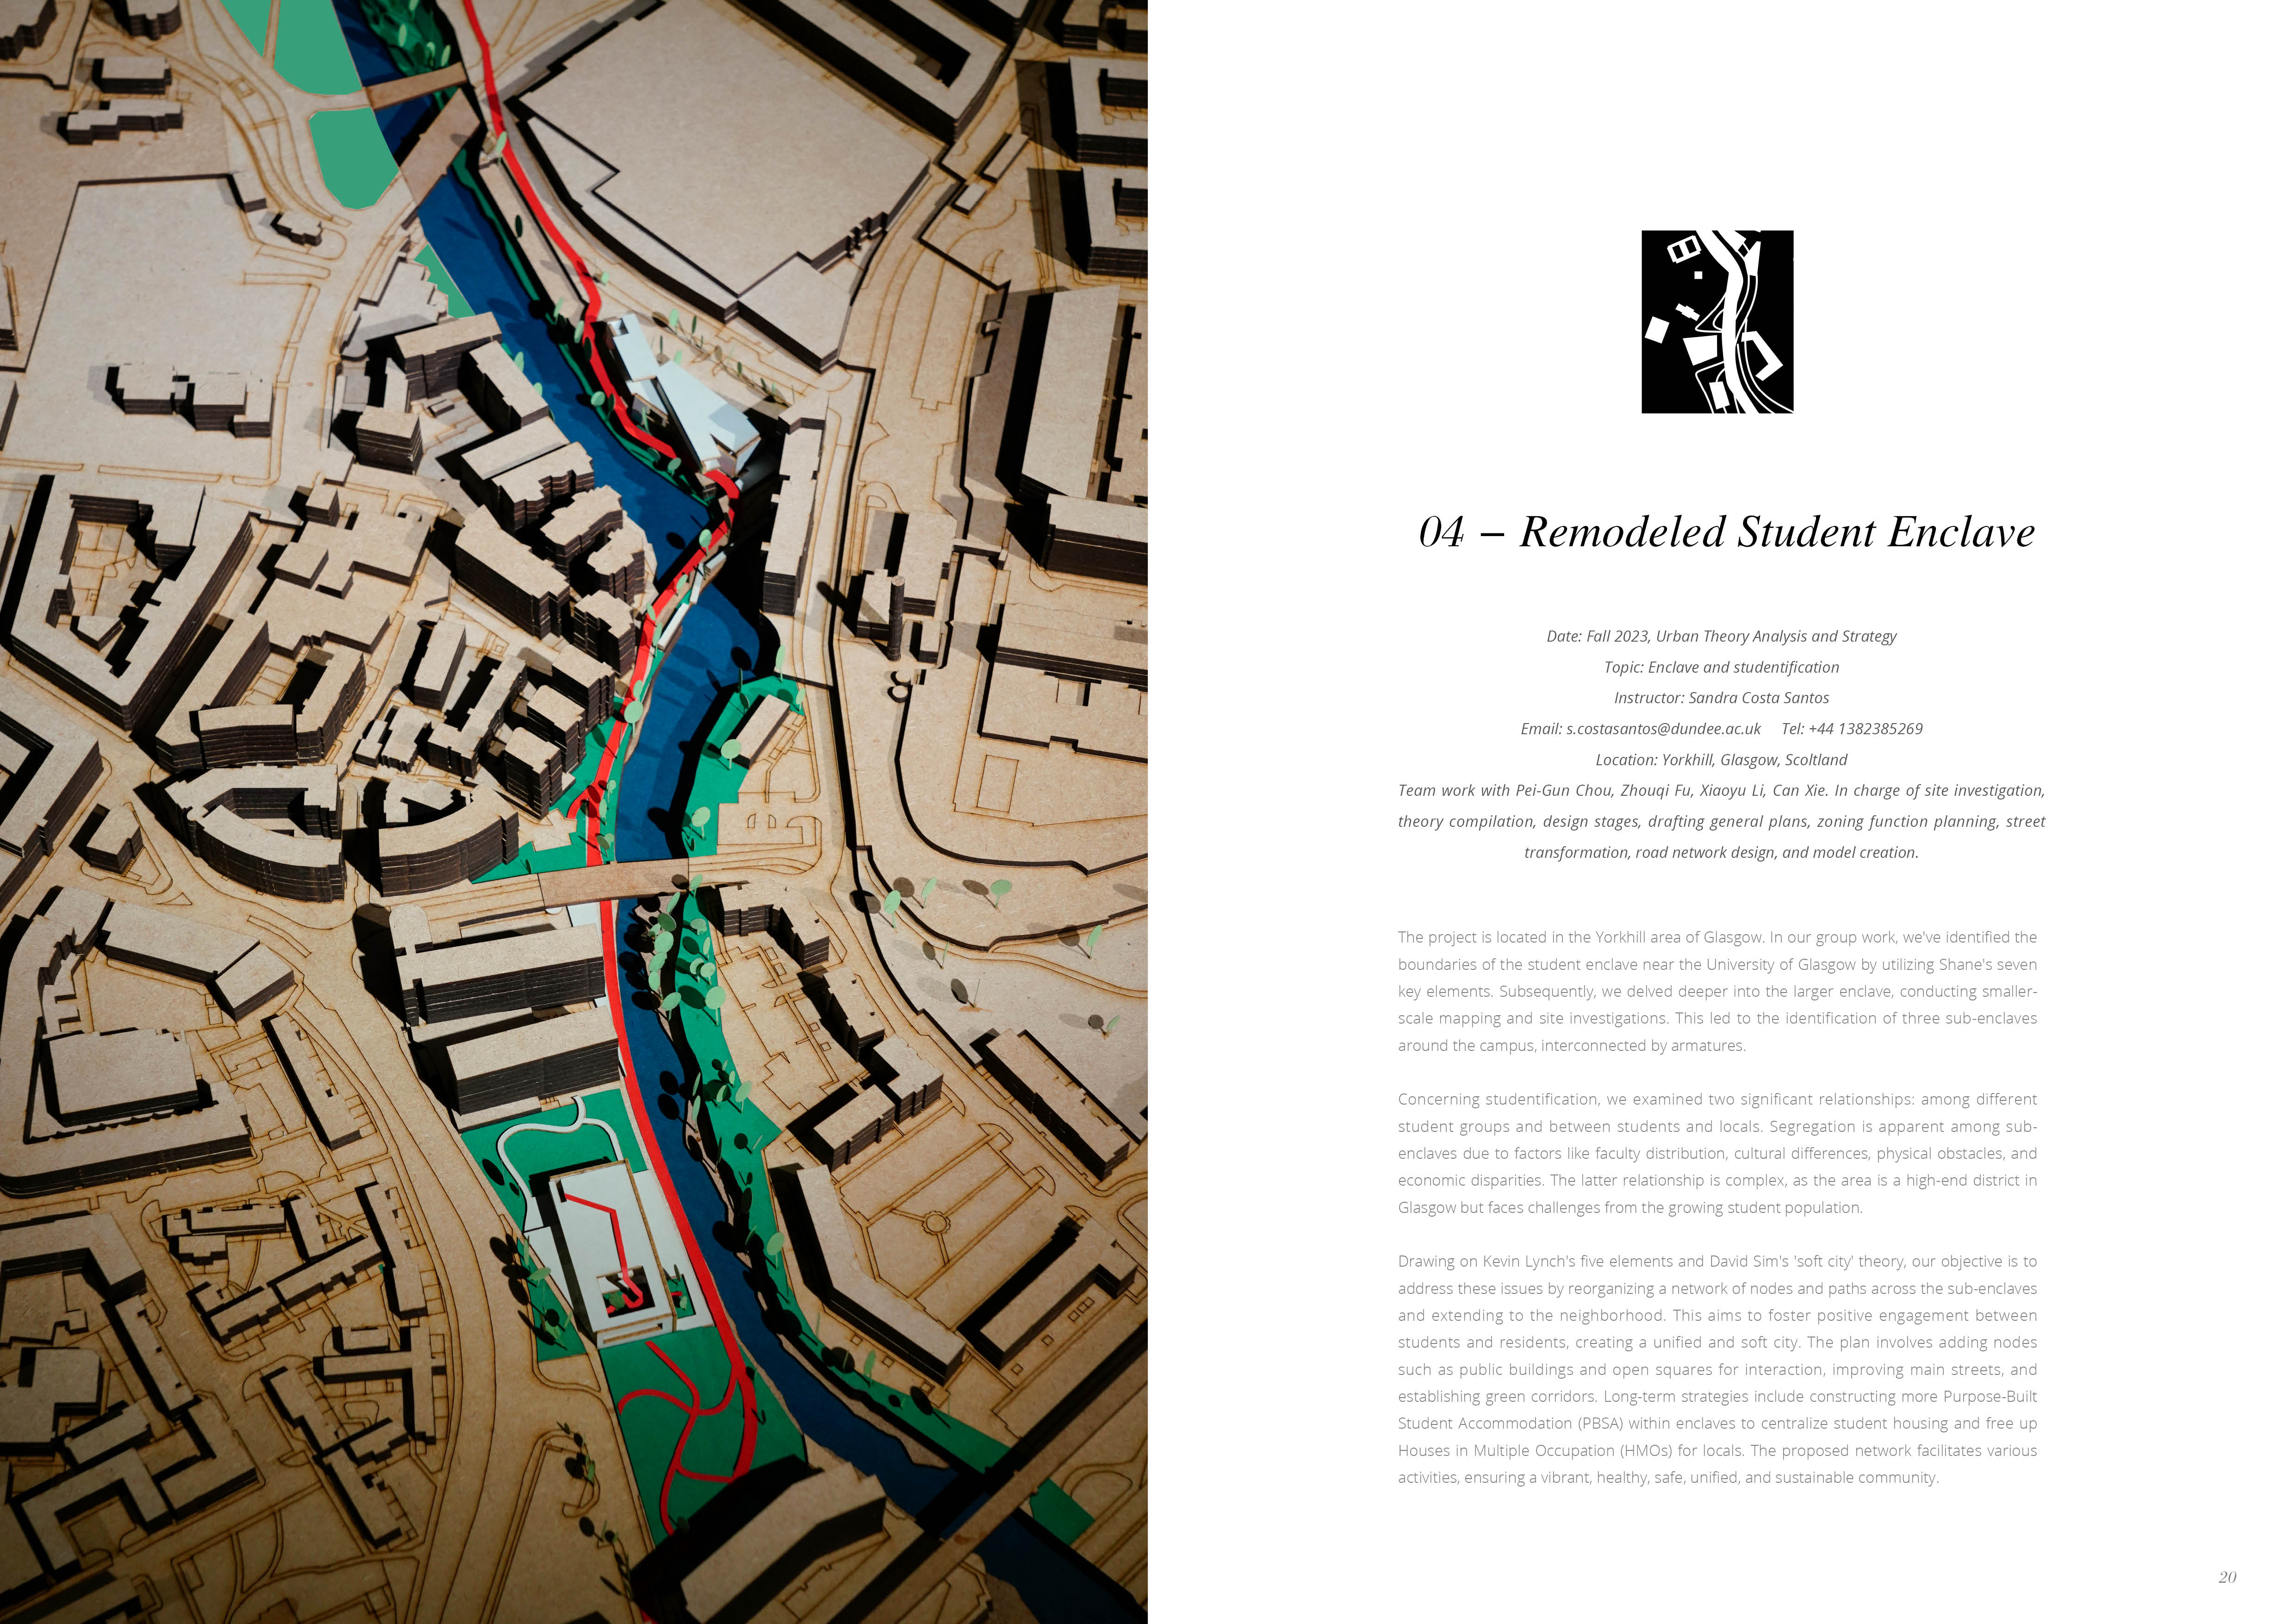 04 – Remodeled Student Enclave
Date: Fall 2023, Urban Theory Analysis and Strategy
Topic: Enclave and studentification
Instructor: Sandra Costa Santos
Email: s.costasantos@dundee.ac.uk Tel: +44 1382385269
Location: Yorkhill, Glasgow, Scoltland
Team work with Pei-Gun Chou, Zhouqi Fu, Xiaoyu Li, Can Xie. In charge of site investigation,
theory compilation, design stages, drafting general plans, zoning function planning, street
transformation, road network design, and model creation.
The project is located in the Yorkhill area of Glasgow. In our group work, we've identified the
boundaries of the student enclave near the University of Glasgow by utilizing Shane's seven
key elements. Subsequently, we delved deeper into the larger enclave, conducting smaller-
scale mapping and site investigations. This led to the identification of three sub-enclaves
around the campus, interconnected by armatures.
Concerning studentification, we examined two significant relationships: among different
student groups and between students and locals. Segregation is apparent among sub-
enclaves due to factors like faculty distribution, cultural differences, physical obstacles, and
economic disparities. The latter relationship is complex, as the area is a high-end district in
Glasgow but faces challenges from the growing student population.
Drawing on Kevin Lynch's five elements and David Sim's 'soft city' theory, our objective is to
address these issues by reorganizing a network of nodes and paths across the sub-enclaves
and extending to the neighborhood. This aims to foster positive engagement between
students and residents, creating a unified and soft city. The plan involves adding nodes
such as public buildings and open squares for interaction, improving main streets, and
establishing green corridors. Long-term strategies include constructing more Purpose-Built
Student Accommodation (PBSA) within enclaves to centralize student housing and free up
Houses in Multiple Occupation (HMOs) for locals. The proposed network facilitates various
activities, ensuring a vibrant, healthy, safe, unified, and sustainable community.
20